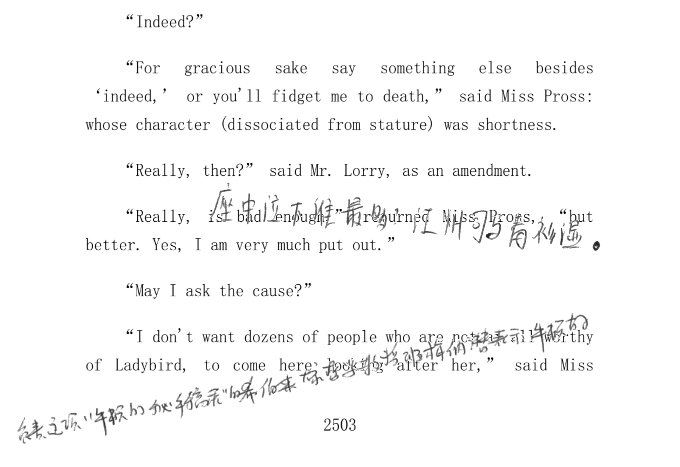 “Indeed?”
“For gracious sake say something else besides
‘indeed,’ or you'll fidget me to death,” said Miss Pross:
whose character (dissociated from stature) was shortness.
“Really, then?” said Mr. Lorry, as an amendment.
“Really, is bad enough,” returned Miss Pross, “but
座中泣下谁最多江州司马青衫湿。
better. Yes, I am very much put out.”
“May I ask the cause?”
“I don't want dozens of people who are not at all worthy
of Ladybird, to come here looking after her,” said Miss
2503